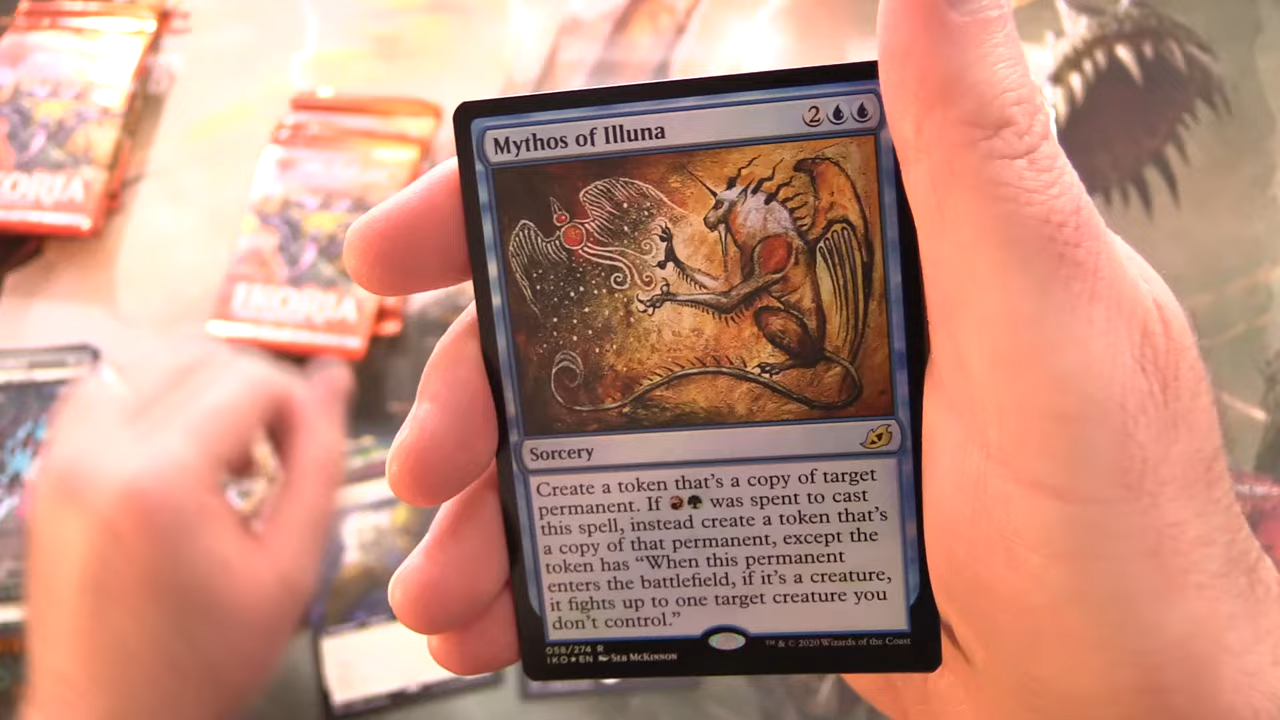 Mythos of Illuna 2
Sorcery
Create a token that's a copy of target
permanent. If was spent to cast
this spell, instead create a token that's
a copy of that permanent, except the
token has "When this permanent
enters the battlefield, if it's a creature,
it fights up to one target creature you
don't control."
058/274 R
IKO★EN Seb McKinnon
™ & © 2020 Wizards of the Coast
IKORIA
KORIA